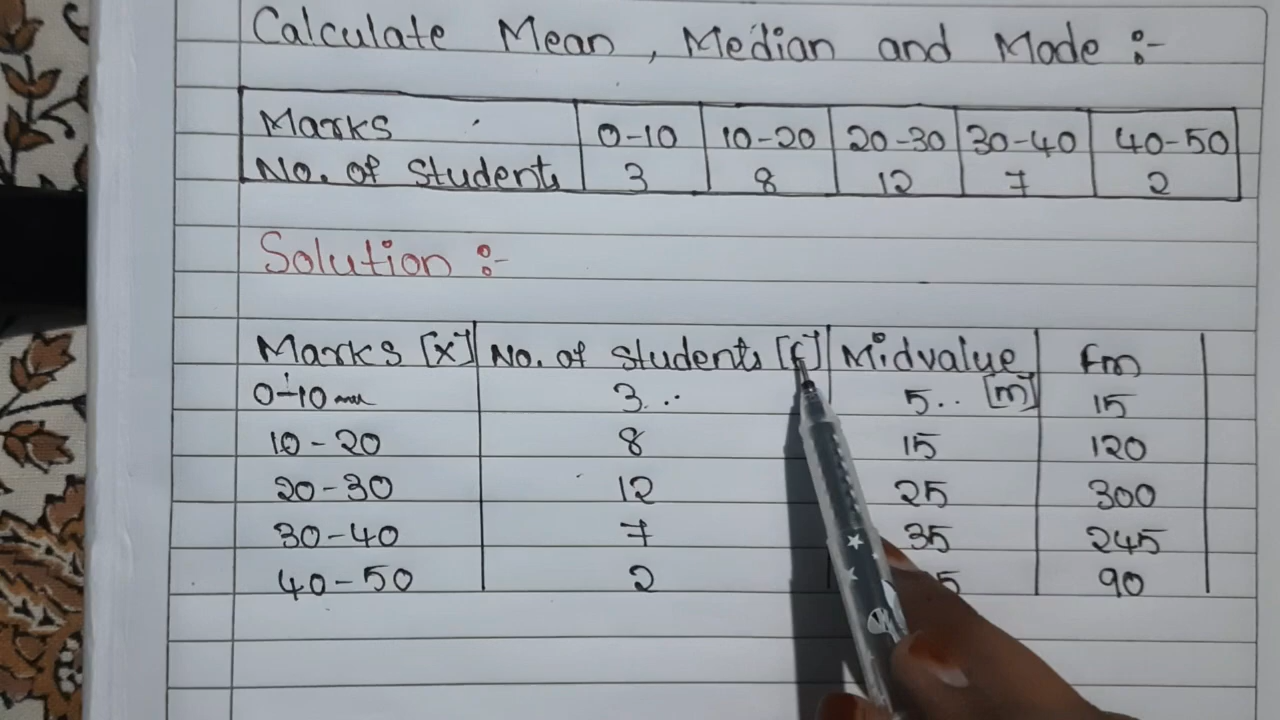 Calculate Mean, Median and Mode :-
Marks 0-10 10-20 20-30 30-40 40-50
No. of Students 3 8 12 7 2
Solution :-
Marks [x] No. of Students [f] Midvalue [m] Fm
0-10 3 5 15
10-20 8 15 120
20-30 12 25 300
30-40 7 35 245
40-50 2 5 90